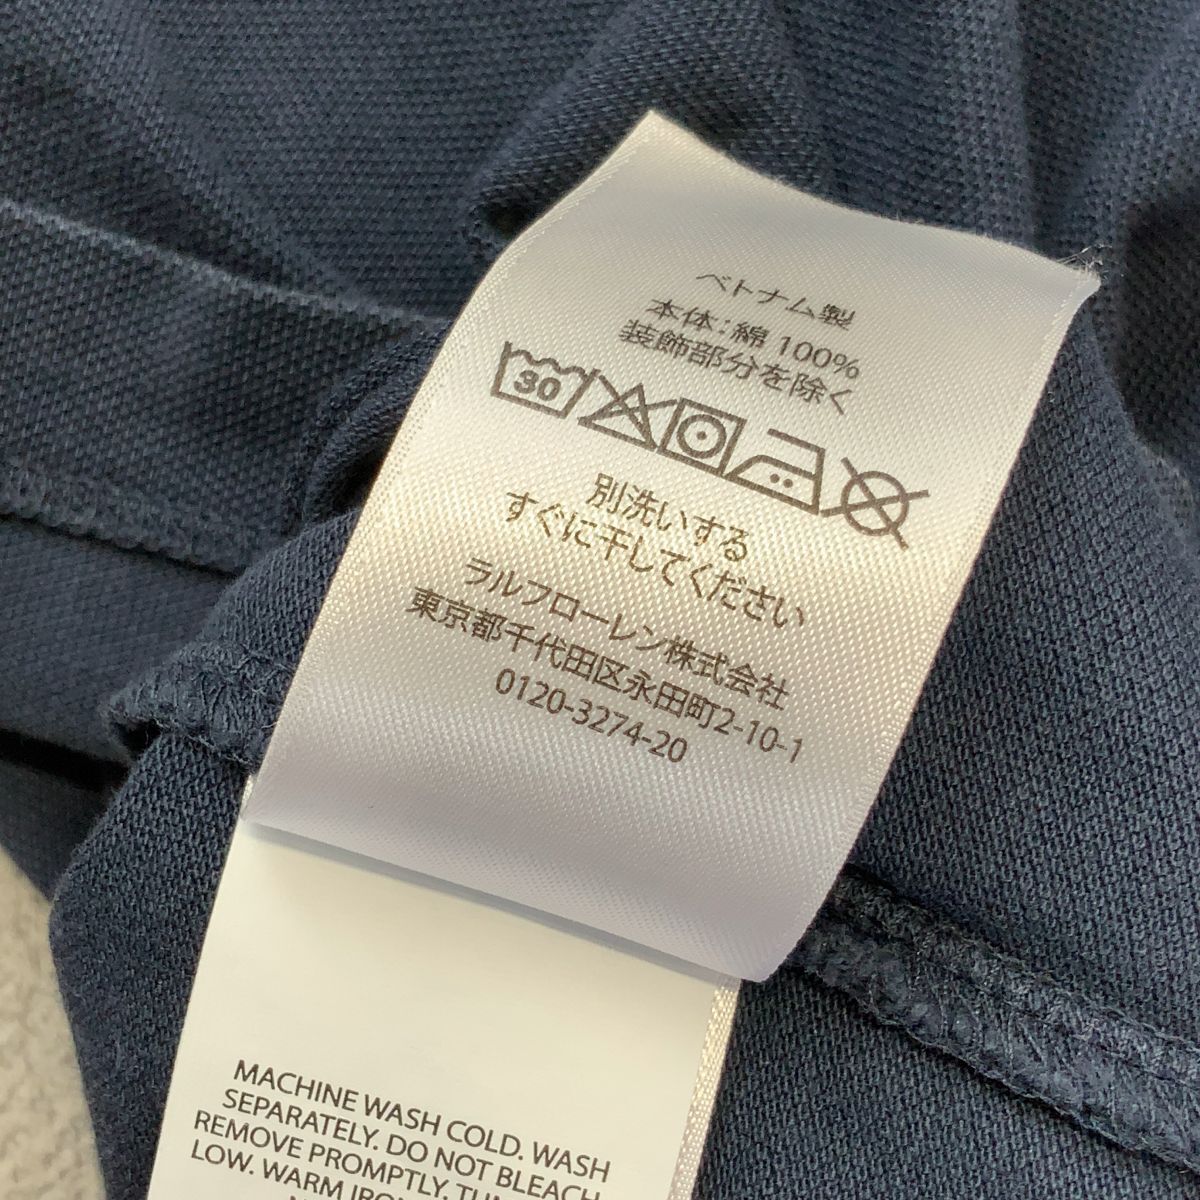 ベトナム製
本体：綿 100%
装飾部分を除く
30
別洗いする
すぐに干してください
ラルフローレン株式会社
東京都千代田区永田町2-10-1
0120-3274-20
MACHINE WASH COLD. WASH
SEPARATELY. DO NOT BLEACH
REMOVE PROMPTLY.
LOW. WARM